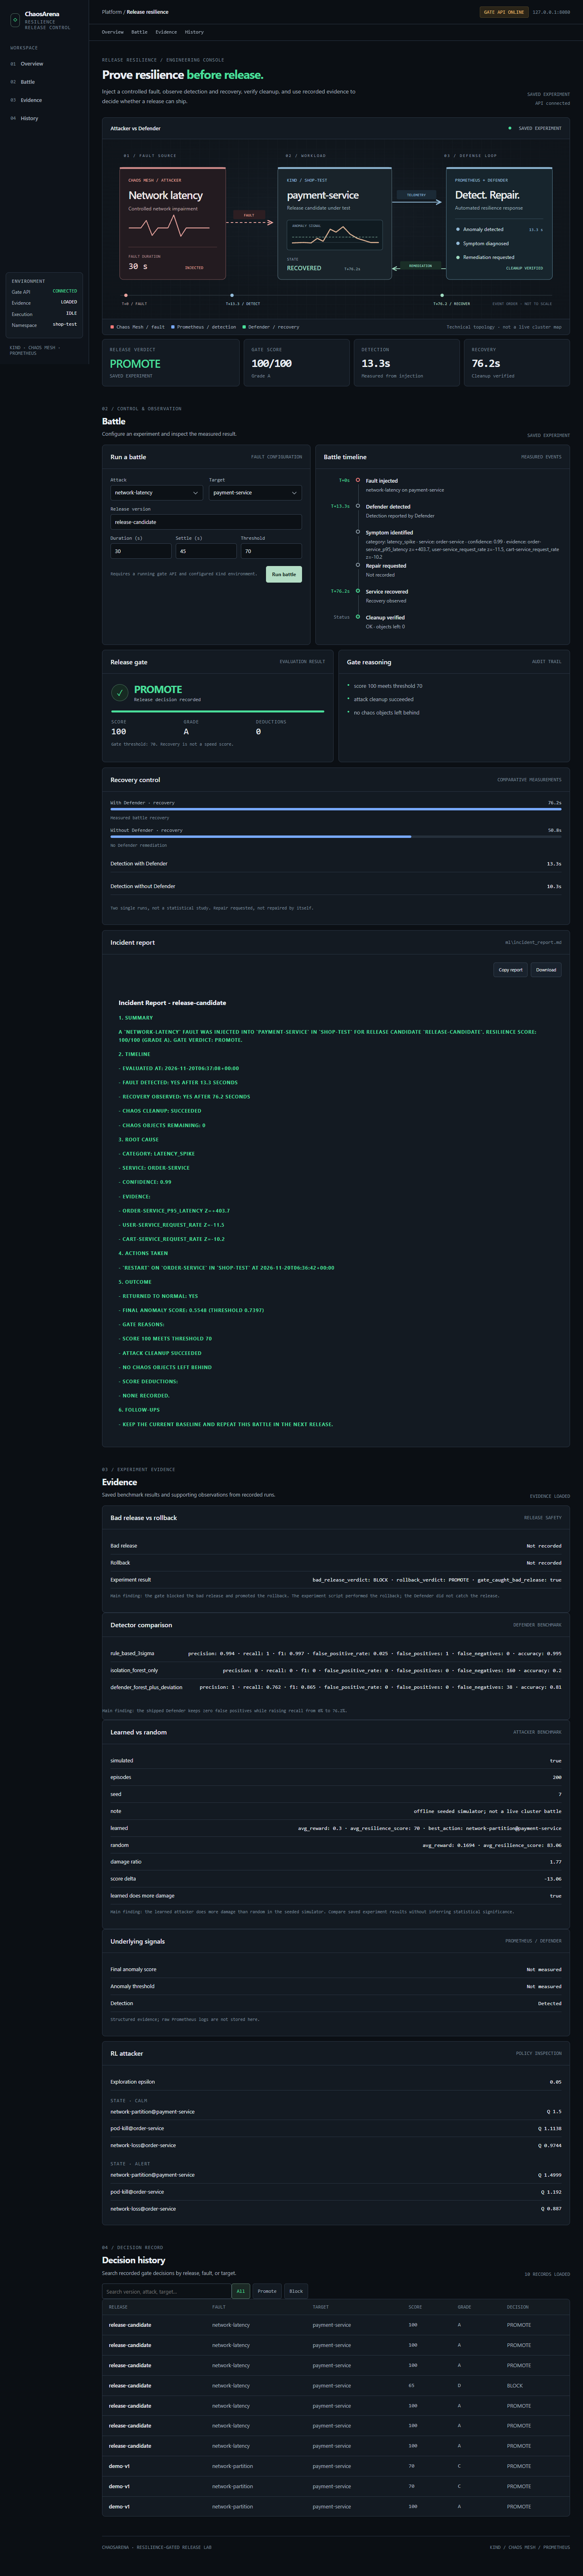 ChaosArena
RESILIENCE
RELEASE CONTROL
WORKSPACE
01 Overview
02 Battle
03 Evidence
04 History
ENVIRONMENT
Gate API CONNECTED
Evidence LOADED
Execution IDLE
Namespace shop-test
KIND · CHAOS MESH ·
PROMETHEUS
Platform / Release resilience
GATE API ONLINE 127.0.0.1:8000
Overview Battle Evidence History
RELEASE RESILIENCE / ENGINEERING CONSOLE
Prove resilience before release.
Inject a controlled fault, observe detection and recovery, verify cleanup, and use recorded evidence to
decide whether a release can ship.
SAVED EXPERIMENT
API connected
Attacker vs Defender
SAVED EXPERIMENT
01 / FAULT SOURCE
02 / WORKLOAD
03 / DEFENSE LOOP
CHAOS MESH / ATTACKER
Network latency
Controlled network impairment
FAULT DURATION
30 s
INJECTED
FAULT
KIND / SHOP-TEST
payment-service
Release candidate under test
ANOMALY SIGNAL
STATE
RECOVERED
T+76.2s
TELEMETRY
REMEDIATION
PROMETHEUS + DEFENDER
Detect. Repair.
Automated resilience response
Anomaly detected 13.3 s
Symptom diagnosed
Remediation requested
CLEANUP VERIFIED
T+0 / FAULT
T+13.3 / DETECT
T+76.2 / RECOVER
EVENT ORDER · NOT TO SCALE
Chaos Mesh / fault
Prometheus / detection
Defender / recovery
Technical topology · not a live cluster map
RELEASE VERDICT
PROMOTE
SAVED EXPERIMENT
GATE SCORE
100/100
Grade A
DETECTION
13.3s
Measured from injection
RECOVERY
76.2s
Cleanup verified
02 / CONTROL & OBSERVATION
Battle
Configure an experiment and inspect the measured result.
SAVED EXPERIMENT
Run a battle
FAULT CONFIGURATION
Attack
Target
network-latency
payment-service
Release version
release-candidate
Duration (s)
Settle (s)
Threshold
30
45
70
Requires a running gate API and configured Kind environment.
Run battle
Battle timeline
MEASURED EVENTS
T+0s
Fault injected
network-latency on payment-service
T+13.3s
Defender detected
Detection reported by Defender
Symptom identified
category: latency_spike · service: order-service · confidence: 0.99 · evidence: order-
service_p95_latency z=+403.7, user-service_request_rate z=-11.5, cart-service_request_rate
z=-10.2
Repair requested
Not recorded
T+76.2s
Service recovered
Recovery observed
Status
Cleanup verified
OK · objects left: 0
Release gate
EVALUATION RESULT
PROMOTE
Release decision recorded
SCORE
100
GRADE
A
DEDUCTIONS
0
Gate threshold: 70. Recovery is not a speed score.
Gate reasoning
AUDIT TRAIL
score 100 meets threshold 70
attack cleanup succeeded
no chaos objects left behind
Recovery control
COMPARATIVE MEASUREMENTS
With Defender · recovery 76.2s
Measured battle recovery
Without Defender · recovery 50.8s
No Defender remediation
Detection with Defender 13.3s
Detection without Defender 10.3s
Two single runs, not a statistical study. Repair requested, not repaired by itself.
Incident report
ml\incident_report.md
Copy report
Download
Incident Report - release-candidate
1. SUMMARY
A 'NETWORK-LATENCY' FAULT WAS INJECTED INTO 'PAYMENT-SERVICE' IN 'SHOP-TEST' FOR RELEASE CANDIDATE 'RELEASE-CANDIDATE'. RESILIENCE SCORE:
100/100 (GRADE A). GATE VERDICT: PROMOTE.
2. TIMELINE
- EVALUATED AT: 2026-11-20T06:37:08+00:00
- FAULT DETECTED: YES AFTER 13.3 SECONDS
- RECOVERY OBSERVED: YES AFTER 76.2 SECONDS
- CHAOS CLEANUP: SUCCEEDED
- CHAOS OBJECTS REMAINING: 0
3. ROOT CAUSE
- CATEGORY: LATENCY_SPIKE
- SERVICE: ORDER-SERVICE
- CONFIDENCE: 0.99
- EVIDENCE:
- ORDER-SERVICE_P95_LATENCY Z=+403.7
- USER-SERVICE_REQUEST_RATE Z=-11.5
- CART-SERVICE_REQUEST_RATE Z=-10.2
4. ACTIONS TAKEN
- 'RESTART' ON 'ORDER-SERVICE' IN 'SHOP-TEST' AT 2026-11-20T06:36:42+00:00
5. OUTCOME
- RETURNED TO NORMAL: YES
- FINAL ANOMALY SCORE: 0.5548 (THRESHOLD 0.7397)
- GATE REASONS:
- SCORE 100 MEETS THRESHOLD 70
- ATTACK CLEANUP SUCCEEDED
- NO CHAOS OBJECTS LEFT BEHIND
- SCORE DEDUCTIONS:
- NONE RECORDED.
6. FOLLOW-UPS
- KEEP THE CURRENT BASELINE AND REPEAT THIS BATTLE IN THE NEXT RELEASE.
03 / EXPERIMENT EVIDENCE
Evidence
Saved benchmark results and supporting observations from recorded runs.
EVIDENCE LOADED
Bad release vs rollback
RELEASE SAFETY
Bad release Not recorded
Rollback Not recorded
Experiment result bad_release_verdict: BLOCK · rollback_verdict: PROMOTE · gate_caught_bad_release: true
Main finding: the gate blocked the bad release and promoted the rollback. The experiment script performed the rollback; the Defender did not catch the release.
Detector comparison
DEFENDER BENCHMARK
rule_based_3sigma precision: 0.994 · recall: 1 · f1: 0.997 · false_positive_rate: 0.025 · false_positives: 1 · false_negatives: 0 · accuracy: 0.995
isolation_forest_only precision: 0 · recall: 0 · f1: 0 · false_positive_rate: 0 · false_positives: 0 · false_negatives: 160 · accuracy: 0.2
defender_forest_plus_deviation precision: 1 · recall: 0.762 · f1: 0.865 · false_positive_rate: 0 · false_positives: 0 · false_negatives: 38 · accuracy: 0.81
Main finding: the shipped Defender keeps zero false positives while raising recall from 0% to 76.2%.
Learned vs random
ATTACKER BENCHMARK
simulated true
episodes 200
seed 7
note offline seeded simulator; not a live cluster battle
learned avg_reward: 0.3 · avg_resilience_score: 70 · best_action: network-partition@payment-service
random avg_reward: 0.1694 · avg_resilience_score: 83.06
damage ratio 1.77
score delta -13.06
learned does more damage true
Main finding: the learned attacker does more damage than random in the seeded simulator. Compare saved experiment results without inferring statistical significance.
Underlying signals
PROMETHEUS / DEFENDER
Final anomaly score Not measured
Anomaly threshold Not measured
Detection Detected
Structured evidence; raw Prometheus logs are not stored here.
RL attacker
POLICY INSPECTION
Exploration epsilon 0.05
STATE · CALM
network-partition@payment-service Q 1.5
pod-kill@order-service Q 1.1138
network-loss@order-service Q 0.9744
STATE · ALERT
network-partition@payment-service Q 1.4999
pod-kill@order-service Q 1.192
network-loss@order-service Q 0.887
04 / DECISION RECORD
Decision history
Search recorded gate decisions by release, fault, or target.
10 RECORDS LOADED
Search version, attack, target...
All
Promote
Block
RELEASE FAULT TARGET SCORE GRADE DECISION
release-candidate network-latency payment-service 100 A PROMOTE
release-candidate network-latency payment-service 100 A PROMOTE
release-candidate network-latency payment-service 100 A PROMOTE
release-candidate network-latency payment-service 65 D BLOCK
release-candidate network-latency payment-service 100 A PROMOTE
release-candidate network-latency payment-service 100 A PROMOTE
release-candidate network-latency payment-service 100 A PROMOTE
demo-v1 network-partition payment-service 70 C PROMOTE
demo-v1 network-partition payment-service 70 C PROMOTE
demo-v1 network-partition payment-service 100 A PROMOTE
CHAOSARENA · RESILIENCE-GATED RELEASE LAB
KIND / CHAOS MESH / PROMETHEUS